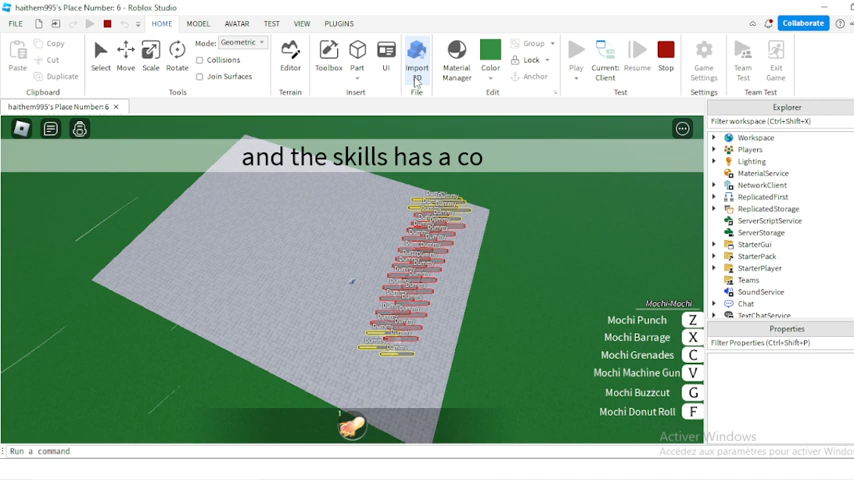 haithem995's Place Number: 6 - Roblox Studio
FILE HOME MODEL AVATAR TEST VIEW PLUGINS Collaborate
Paste Copy Cut Duplicate
Select Move Scale Rotate
Mode: Geometric
Collisions
Join Surfaces
Editor
Toolbox Part UI
Import 3D
Material Manager
Color
Group
Lock
Anchor
Play
Current: Client
Resume Stop
Game Settings
Team Test
Exit Game
Clipboard Tools Terrain Insert File Edit Test Settings Team Test
haithem995's Place Number: 6
and the skills has a co
Dummy
Mochi-Mochi
Mochi Punch Z
Mochi Barrage X
Mochi Grenades C
Mochi Machine Gun V
Mochi Buzzcut G
Mochi Donut Roll F
1
Explorer
Filter workspace (Ctrl+Shift+X)
Workspace
Players
Lighting
MaterialService
NetworkClient
ReplicatedFirst
ReplicatedStorage
ServerScriptService
ServerStorage
StarterGui
StarterPack
StarterPlayer
Teams
SoundService
Chat
TextChatService
Properties
Filter Properties (Ctrl+Shift+P)
Activer Windows
Accédez aux paramètres pour activer Windo
Run a command